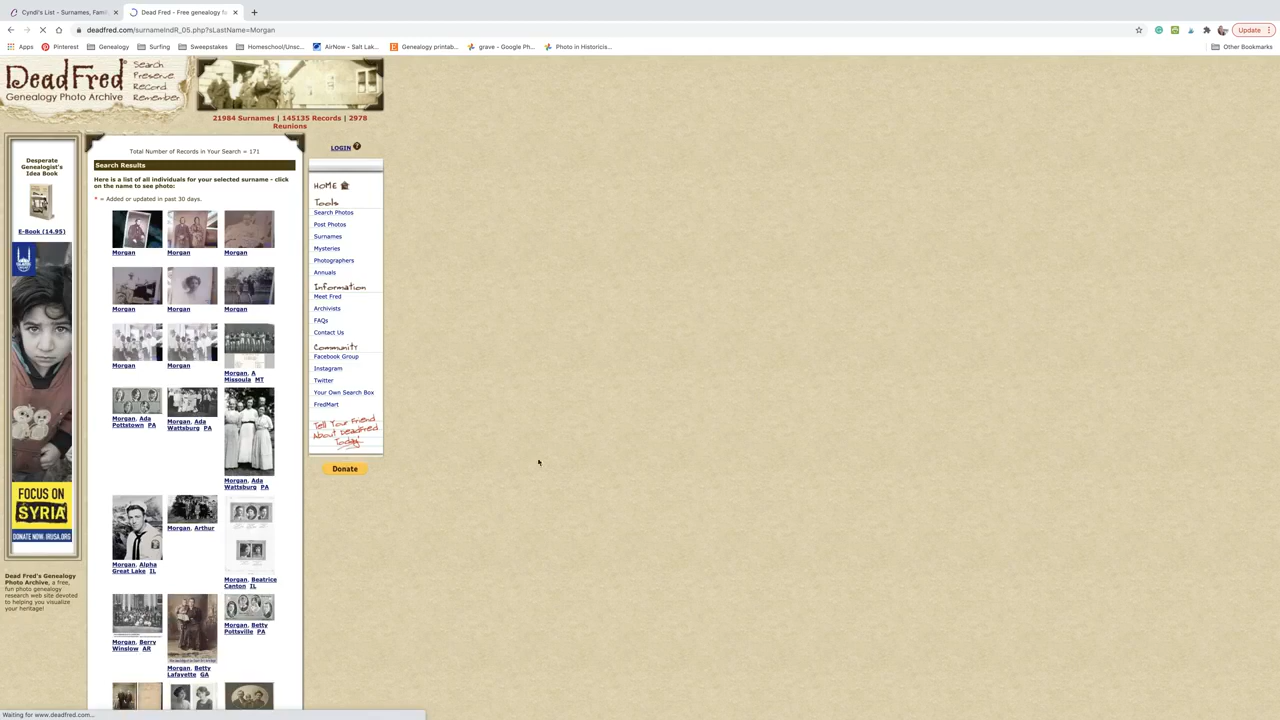 Cyndi's List - Surnames, Famil
Dead Fred - Free genealogy fo
deadfred.com/surnameIndR_05.php?sLastName=Morgan
Update
Apps
Pinterest
Genealogy
Surfing
Sweepstakes
Homeschool/Unsc...
AirNow - Salt Lak...
Genealogy printab...
grave - Google Ph...
Photo in Historicis...
Other Bookmarks
DeadFred
Genealogy Photo Archive
Search
Preserve
Record
Remember
21984 Surnames | 145135 Records | 2978
Reunions
Desperate
Genealogist's
Idea Book
E-Book (14.95)
FOCUS ON
SYRIA
DONATE NOW: IRUSA.ORG
Dead Fred's Genealogy
Photo Archive, a free,
fun photo genealogy
research web site devoted
to helping you visualize
your heritage!
Total Number of Records in Your Search = 171
Search Results
Here is a list of all individuals for your selected surname - click
on the name to see photo:
* = Added or updated in past 30 days.
Morgan
Morgan
Morgan
Morgan
Morgan
Morgan
Morgan
Morgan
Morgan, A
Missoula MT
Morgan, Ada
Pottstown PA
Morgan, Ada
Wattsburg PA
Morgan, Ada
Wattsburg PA
Morgan, Alpha
Great Lake IL
Morgan, Arthur
Morgan, Beatrice
Canton IL
Morgan, Berry
Winslow AR
Morgan, Betty
Lafayette GA
Morgan, Betty
Pottsville PA
LOGIN
HOME
Tools
Search Photos
Post Photos
Surnames
Mysteries
Photographers
Annuals
Information
Meet Fred
Archivists
FAQs
Contact Us
Community
Facebook Group
Instagram
Twitter
Your Own Search Box
FredMart
Tell Your Friend
About DeadFred
Today!
Donate
Waiting for www.deadfred.com...